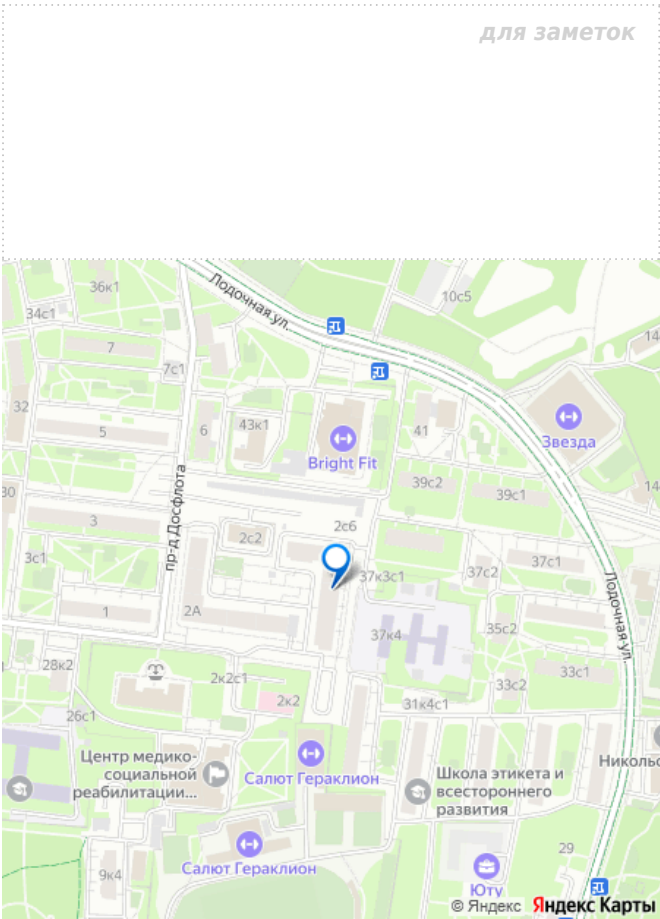 для заметок
36к1
10с5
Лодочная ул.
34с1
14
7
7с1
32
43к1
6
5
41
Звезда
Bright Fit
39с2
39с1
14
30
пр-д Досфлота
3
2с6
2с2
3с1
37с1
37к3с1
37с2
Лодочная ул.
1
2А
37к4
35с2
28к2
2к2с1
33с1
33с2
2к2
31к4с1
26с1
Центр медико-
социальной
реабилитации...
Салют Гераклион
Школа этикета и
всестороннего
развития
Никольс
29
Салют Гераклион
9к4
Юту
© Яндекс Яндекс Карты